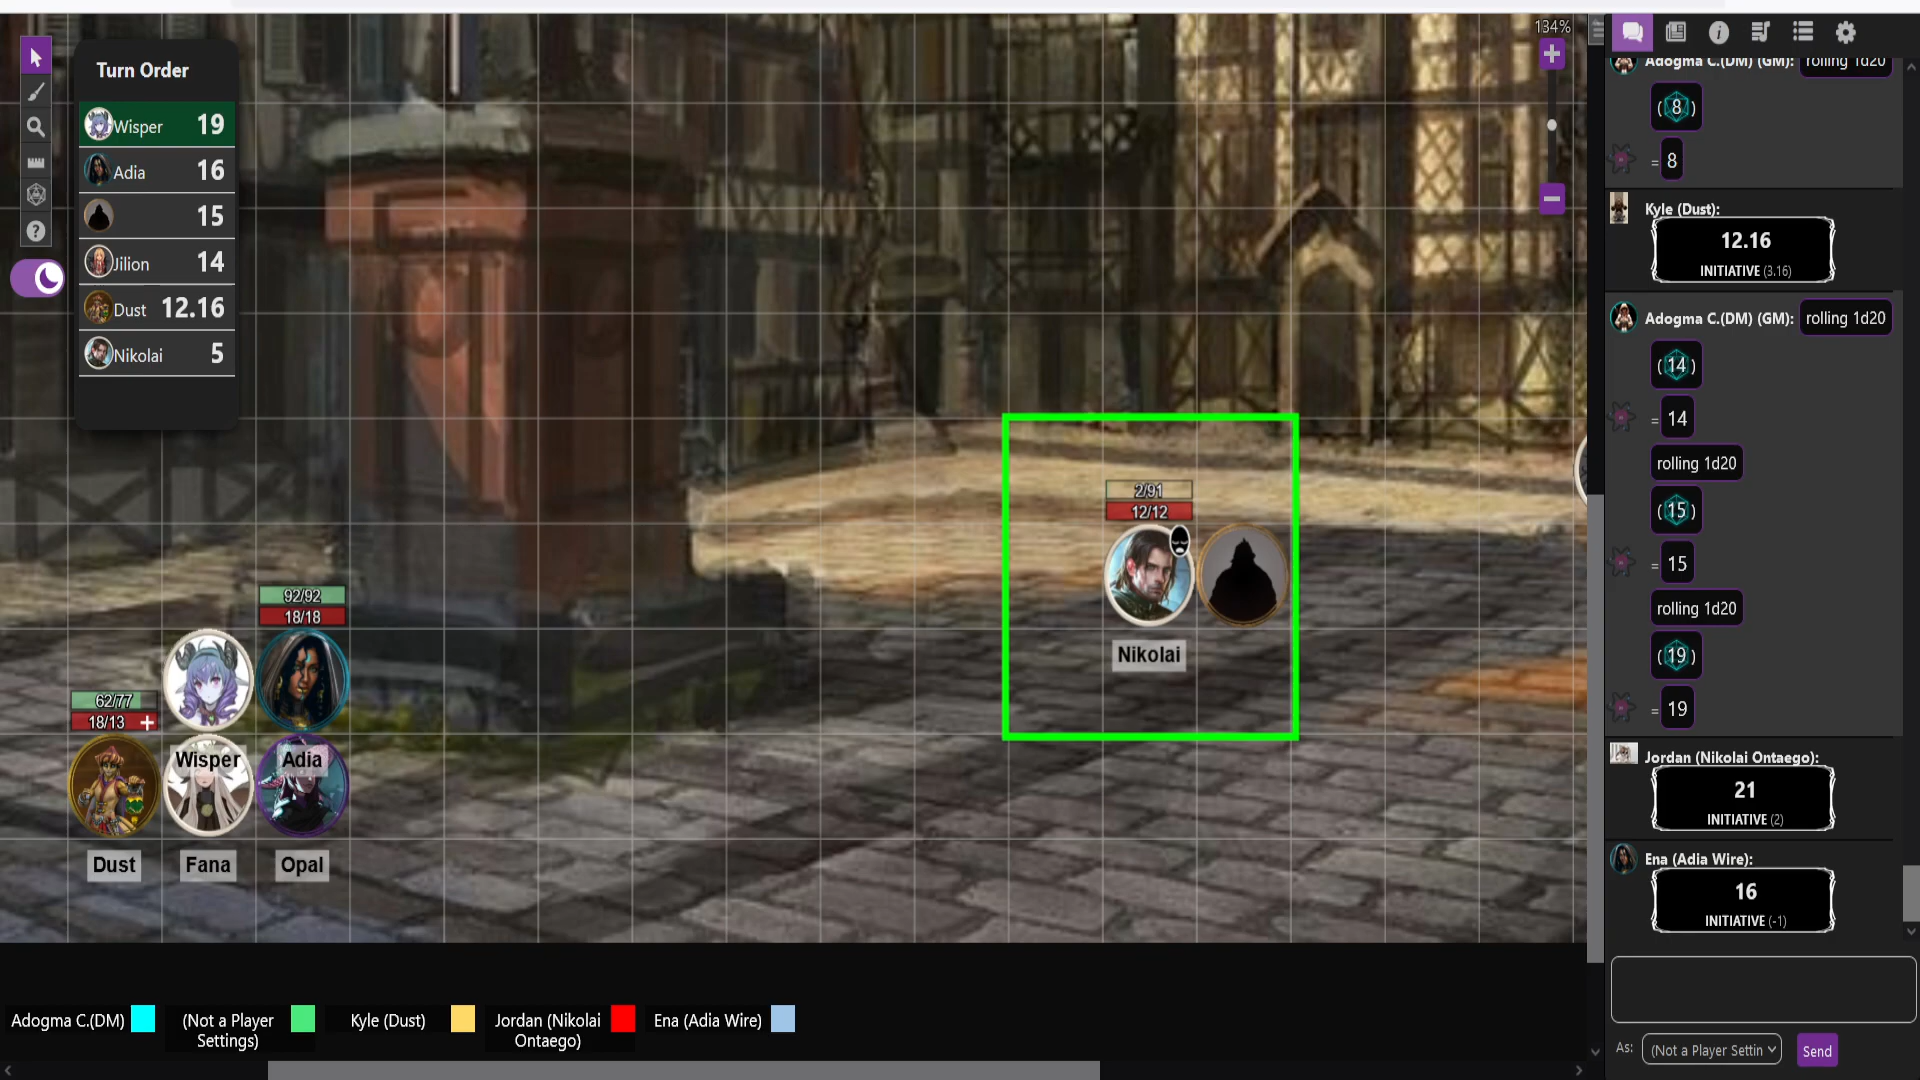 134%
Turn Order
Wisper 19
Adia 16
15
Jilion 14
Dust 12.16
Nikolai 5
2/91
12/12
Nikolai
92/92
18/18
62/77
18/13 +
Wisper
Adia
Dust
Fana
Opal
Adogma C.(DM)
(Not a Player
Settings)
Kyle (Dust)
Jordan (Nikolai
Ontaego)
Ena (Adia Wire)
Adogma C.(DM) (GM): rolling 1d20
(8)
= 8
Kyle (Dust):
12.16
INITIATIVE (3.16)
Adogma C.(DM) (GM): rolling 1d20
(14)
= 14
rolling 1d20
(15)
= 15
rolling 1d20
(19)
= 19
Jordan (Nikolai Ontaego):
21
INITIATIVE (2)
Ena (Adia Wire):
16
INITIATIVE (-1)
As: (Not a Player Settin
Send